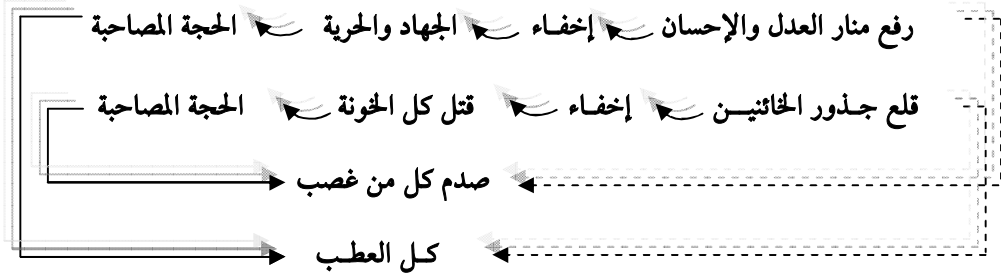 رفع منار العدل والإحسان إخفاء الجهاد والحرية الحجة المصاحبة
قلع جذور الخائنين إخفاء قتل كل الخونة الحجة المصاحبة
صدم كل من غصب
كل العطب